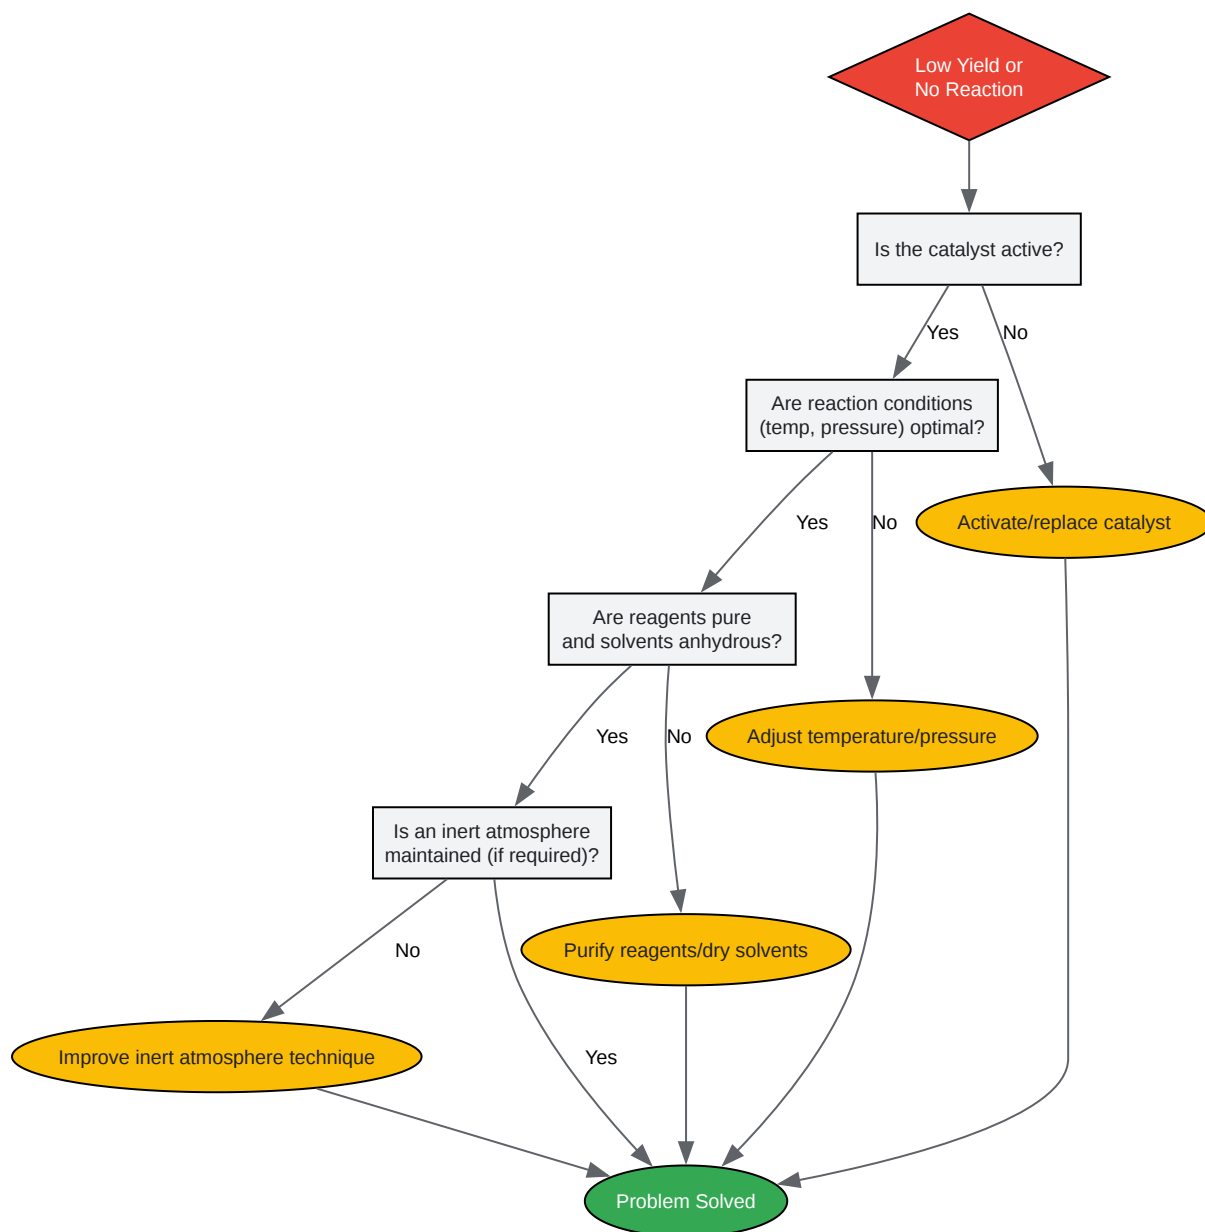 Low Yield or
No Reaction
Is the catalyst active?
Yes
No
Are reaction conditions
(temp, pressure) optimal?
Yes
No
Activate/replace catalyst
Are reagents pure
and solvents anhydrous?
Yes
No
Adjust temperature/pressure
Is an inert atmosphere
maintained (if required)?
No
Purify reagents/dry solvents
Improve inert atmosphere technique
Yes
Problem Solved